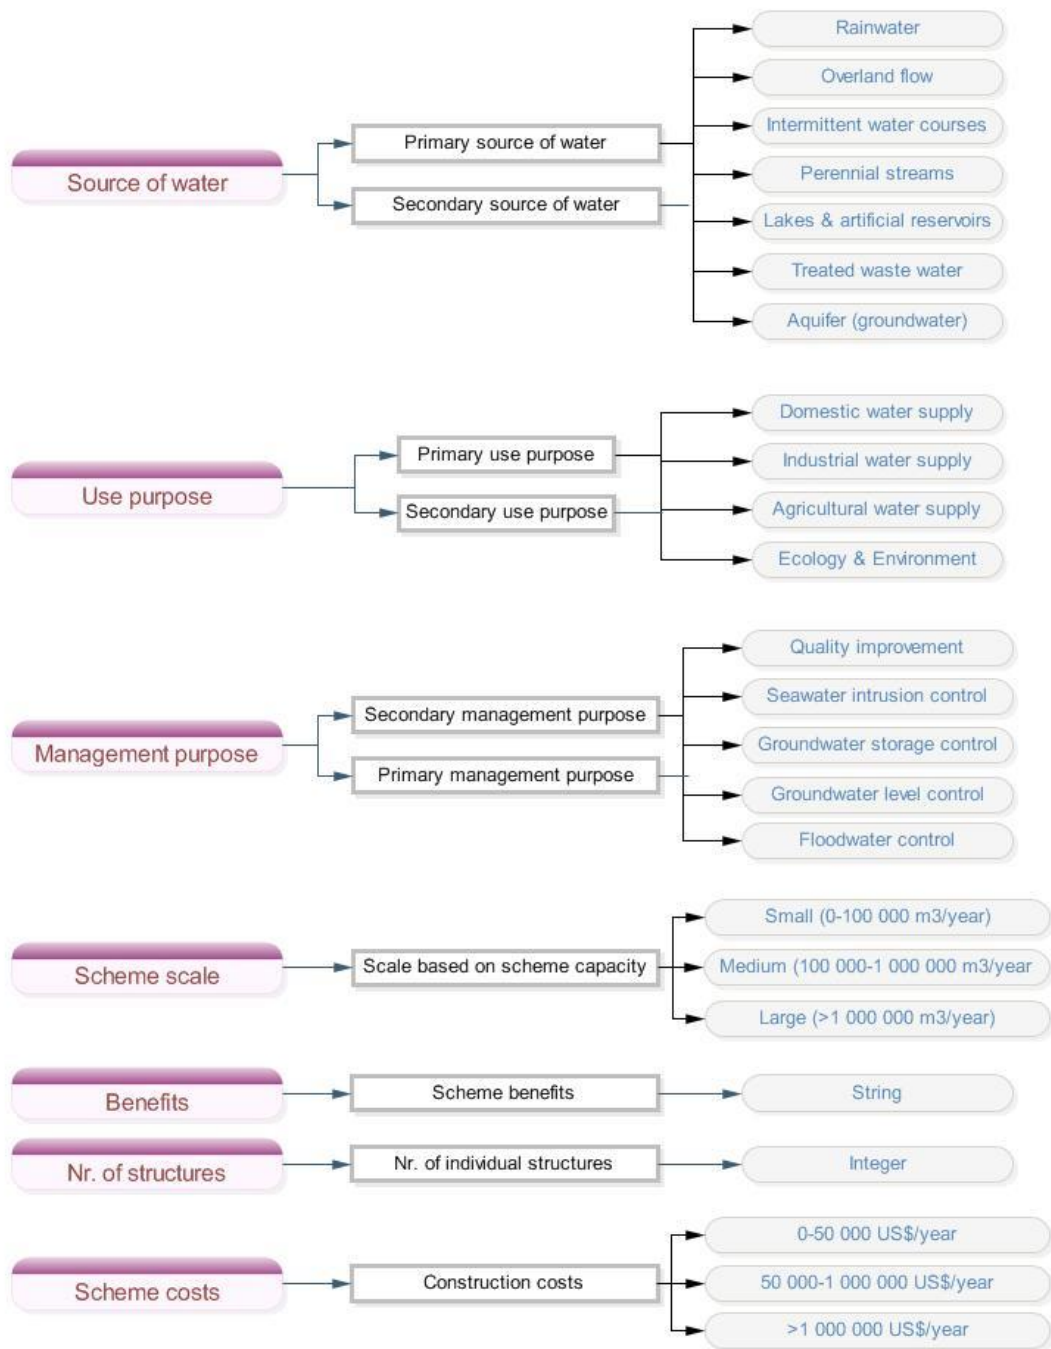 Source of water
Primary source of water
Secondary source of water
Rainwater
Overland flow
Intermittent water courses
Perennial streams
Lakes & artificial reservoirs
Treated waste water
Aquifer (groundwater)
Use purpose
Primary use purpose
Secondary use purpose
Domestic water supply
Industrial water supply
Agricultural water supply
Ecology & Environment
Management purpose
Secondary management purpose
Primary management purpose
Quality improvement
Seawater intrusion control
Groundwater storage control
Groundwater level control
Floodwater control
Scheme scale
Scale based on scheme capacity
Small (0-100 000 m3/year)
Medium (100 000-1 000 000 m3/year
Large (>1 000 000 m3/year)
Benefits
Scheme benefits
String
Nr. of structures
Nr. of individual structures
Integer
Scheme costs
Construction costs
0-50 000 US$/year
50 000-1 000 000 US$/year
>1 000 000 US$/year